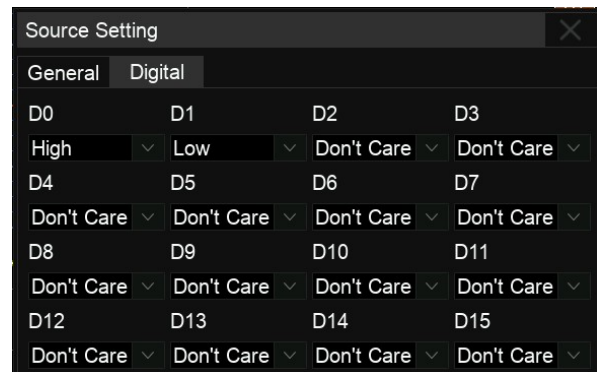 Source Setting
General Digital
D0 D1 D2 D3
High Low Don't Care Don't Care
D4 D5 D6 D7
Don't Care Don't Care Don't Care Don't Care
D8 D9 D10 D11
Don't Care Don't Care Don't Care Don't Care
D12 D13 D14 D15
Don't Care Don't Care Don't Care Don't Care